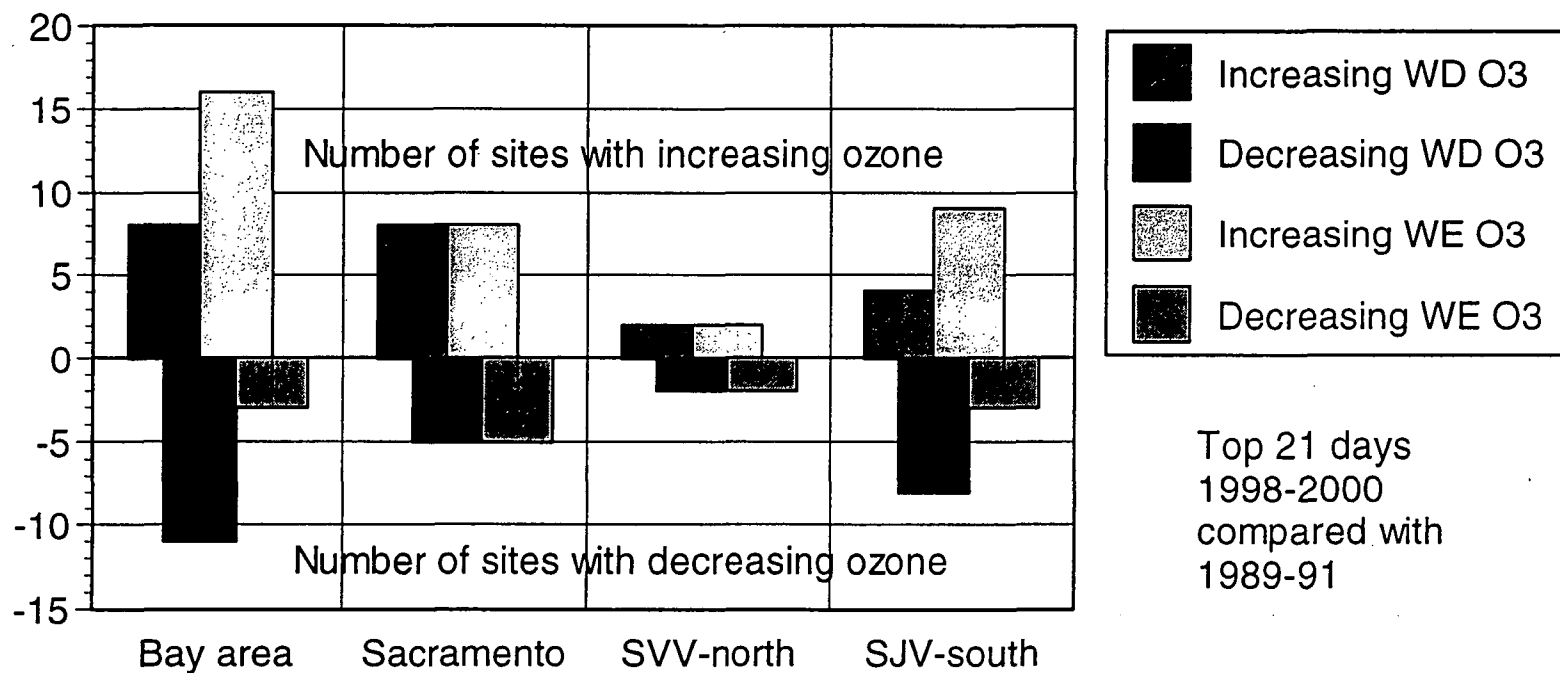 20
15
10
5
0
-5
-10
-15
Number of sites with increasing ozone
Number of sites with decreasing ozone
Bay area
Sacramento
SVV-north
SJV-south
Increasing WD O3
Decreasing WD O3
Increasing WE O3
Decreasing WE O3
Top 21 days
1998-2000
compared with
1989-91